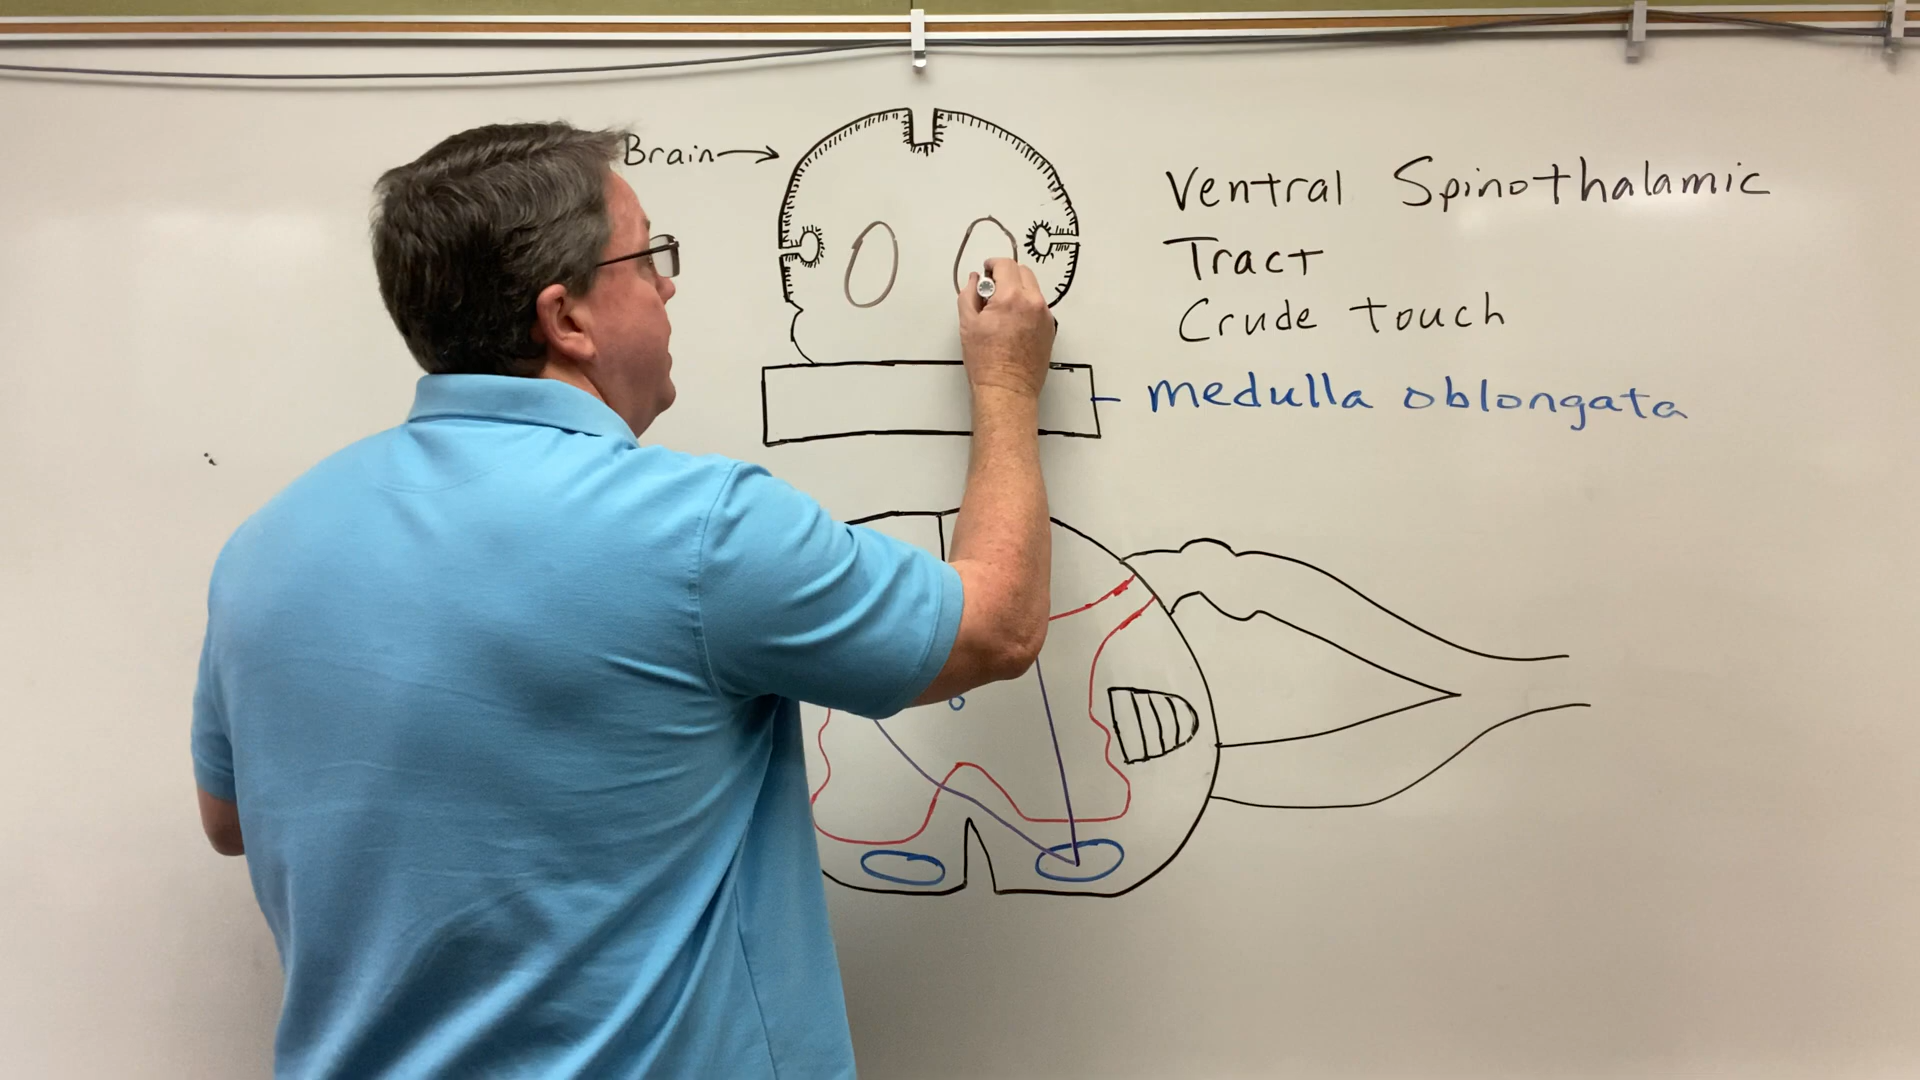 Brain
Ventral Spinothalamic
Tract
Crude touch
medulla oblongata